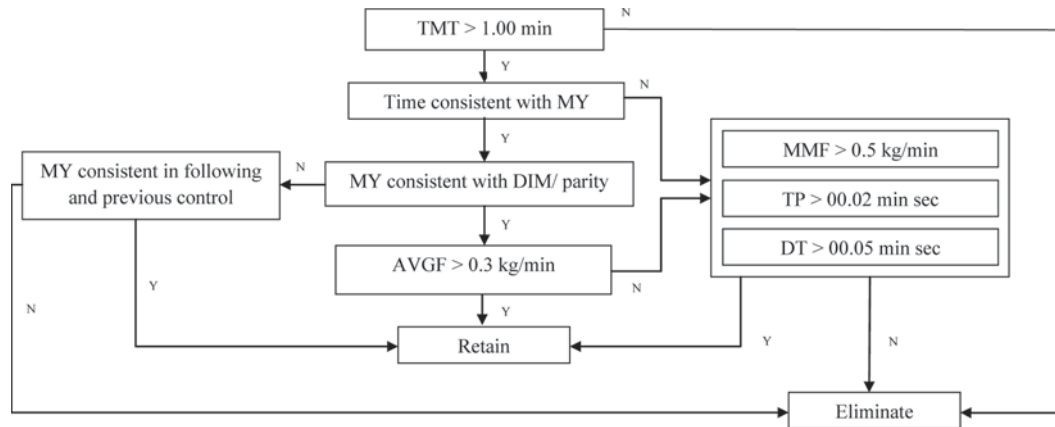 TMT > 1.00 min
N
Y
Time consistent with MY
N
Y
MMF > 0.5 kg/min
MY consistent in following
and previous control
N
MY consistent with DIM/ parity
TP > 00.02 min sec
Y
DT > 00.05 min sec
AVGF > 0.3 kg/min
N
Y
N
Y
Retain
Y
N
Eliminate